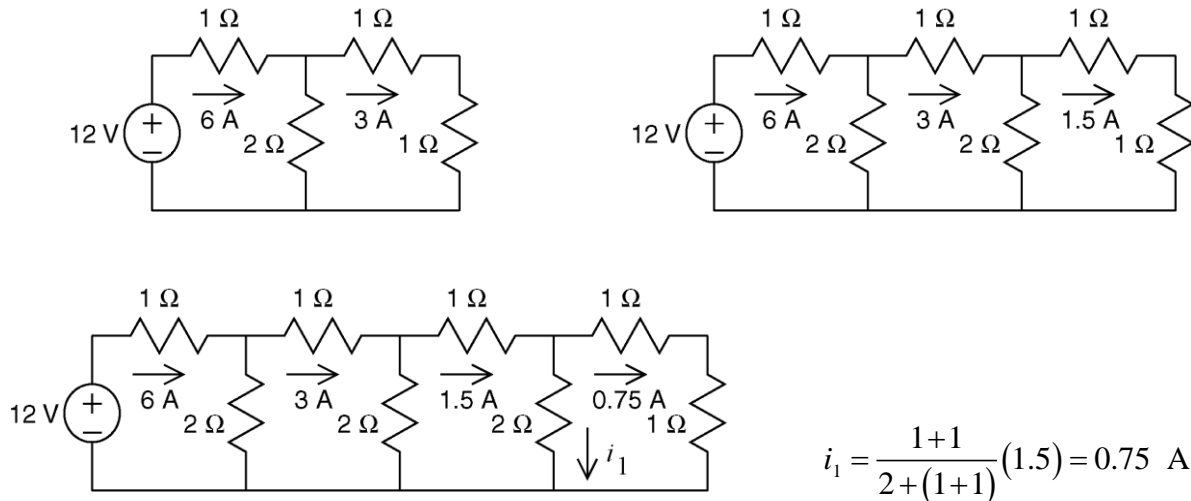 1 Ω 1 Ω
12 V + − 6 A 2 Ω 3 A 1 Ω
1 Ω 1 Ω 1 Ω
12 V + − 6 A 2 Ω 3 A 2 Ω 1.5 A 1 Ω
1 Ω 1 Ω 1 Ω 1 Ω
12 V + − 6 A 2 Ω 3 A 2 Ω 1.5 A 2 Ω 0.75 A 1 Ω
i₁
i₁ = (1+1)/(2+(1+1)) (1.5) = 0.75 A